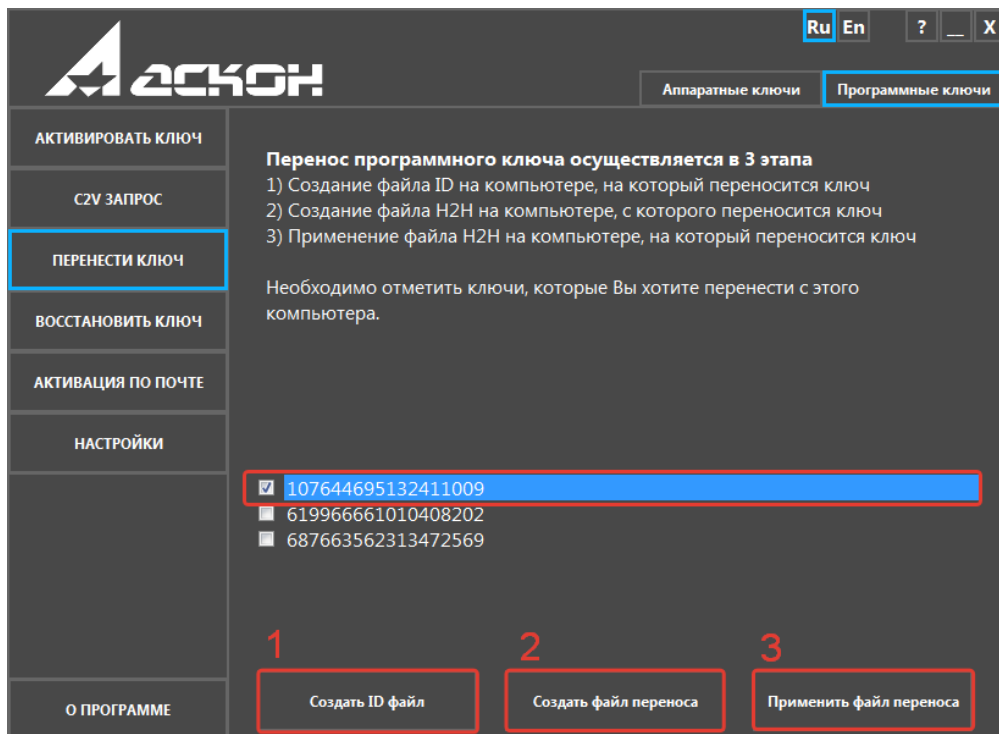 Ru En ? __ X
АСКОН
Аппаратные ключи Программные ключи
АКТИВИРОВАТЬ КЛЮЧ
C2V ЗАПРОС
ПЕРЕНЕСТИ КЛЮЧ
ВОССТАНОВИТЬ КЛЮЧ
АКТИВАЦИЯ ПО ПОЧТЕ
НАСТРОЙКИ
О ПРОГРАММЕ
Перенос программного ключа осуществляется в 3 этапа
1) Создание файла ID на компьютере, на который переносится ключ
2) Создание файла H2H на компьютере, с которого переносится ключ
3) Применение файла H2H на компьютере, на который переносится ключ
Необходимо отметить ключи, которые Вы хотите перенести с этого
компьютера.
107644695132411009
619966661010408202
687663562313472569
1 2 3
Создать ID файл Создать файл переноса Применить файл переноса